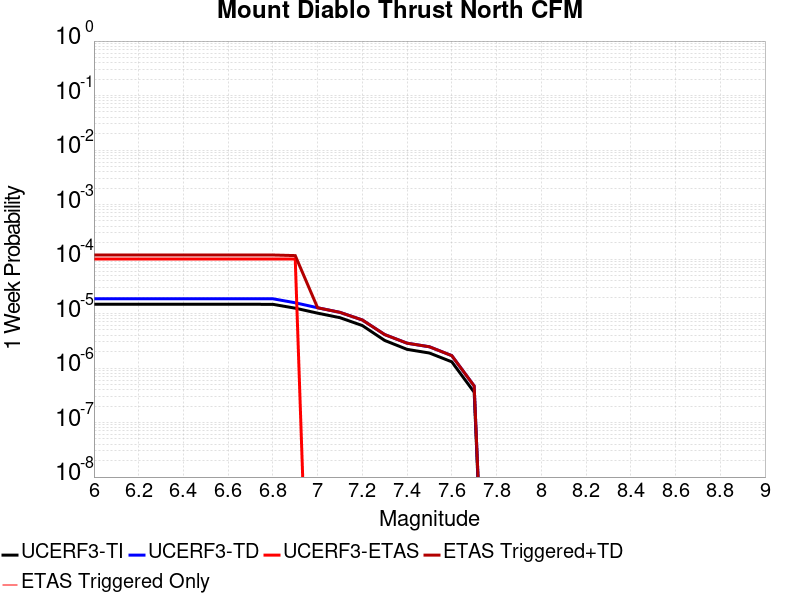 Mount Diablo Thrust North CFM
10^0
10^-1
10^-2
10^-3
10^-4
10^-5
10^-6
10^-7
10^-8
1 Week Probability
6 6.2 6.4 6.6 6.8 7 7.2 7.4 7.6 7.8 8 8.2 8.4 8.6 8.8 9
Magnitude
UCERF3-TI UCERF3-TD UCERF3-ETAS ETAS Triggered+TD
ETAS Triggered Only